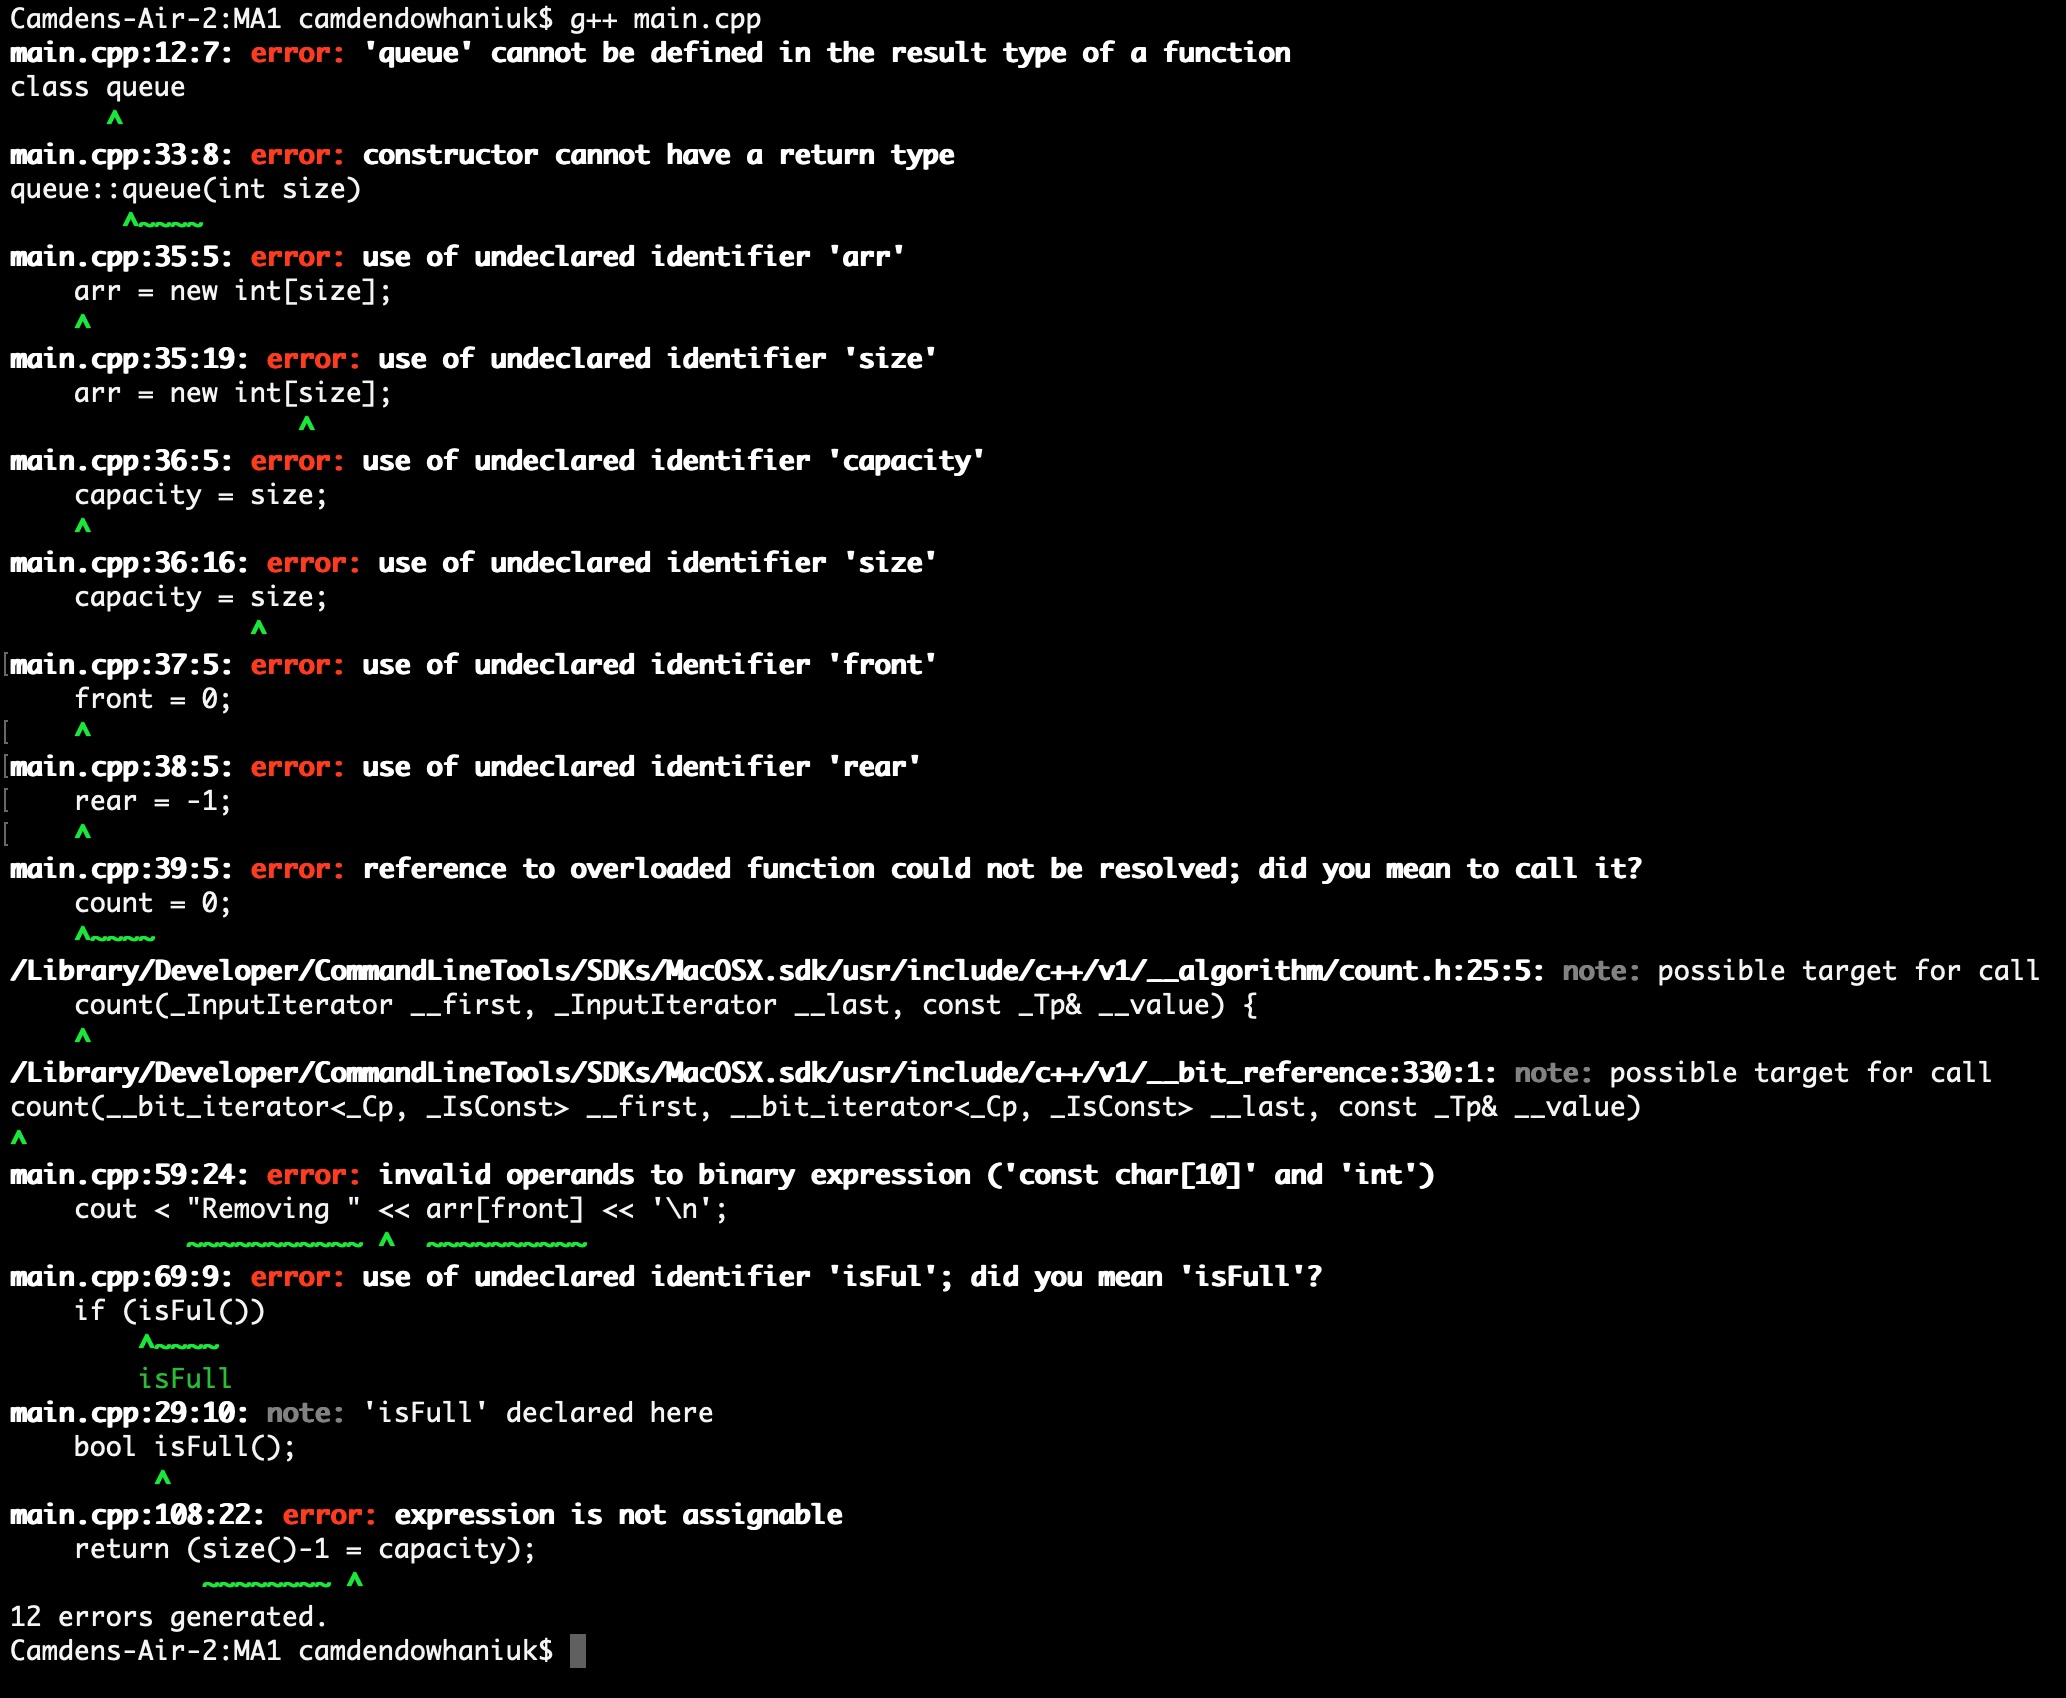 Camdens-Air-2:MA1 camdendowhaniuk$ g++ main.cpp
main.cpp:12:7: error: 'queue' cannot be defined in the result type of a function
class queue
      ^
main.cpp:33:8: error: constructor cannot have a return type
queue::queue(int size)
       ^~~~~
main.cpp:35:5: error: use of undeclared identifier 'arr'
    arr = new int[size];
    ^
main.cpp:35:19: error: use of undeclared identifier 'size'
    arr = new int[size];
                  ^
main.cpp:36:5: error: use of undeclared identifier 'capacity'
    capacity = size;
    ^
main.cpp:36:16: error: use of undeclared identifier 'size'
    capacity = size;
               ^
main.cpp:37:5: error: use of undeclared identifier 'front'
    front = 0;
    ^
main.cpp:38:5: error: use of undeclared identifier 'rear'
    rear = -1;
    ^
main.cpp:39:5: error: reference to overloaded function could not be resolved; did you mean to call it?
    count = 0;
    ^~~~~
/Library/Developer/CommandLineTools/SDKs/MacOSX.sdk/usr/include/c++/v1/__algorithm/count.h:25:5: note: possible target for call
    count(_InputIterator __first, _InputIterator __last, const _Tp& __value) {
    ^
/Library/Developer/CommandLineTools/SDKs/MacOSX.sdk/usr/include/c++/v1/__bit_reference:330:1: note: possible target for call
count(__bit_iterator<_Cp, _IsConst> __first, __bit_iterator<_Cp, _IsConst> __last, const _Tp& __value)
^
main.cpp:59:24: error: invalid operands to binary expression ('const char[10]' and 'int')
    cout < "Removing " << arr[front] << '\n';
           ~~~~~~~~~~~ ^  ~~~~~~~~~~
main.cpp:69:9: error: use of undeclared identifier 'isFul'; did you mean 'isFull'?
    if (isFul())
        ^~~~~
        isFull
main.cpp:29:10: note: 'isFull' declared here
    bool isFull();
         ^
main.cpp:108:22: error: expression is not assignable
    return (size()-1 = capacity);
            ~~~~~~~~ ^
12 errors generated.
Camdens-Air-2:MA1 camdendowhaniuk$